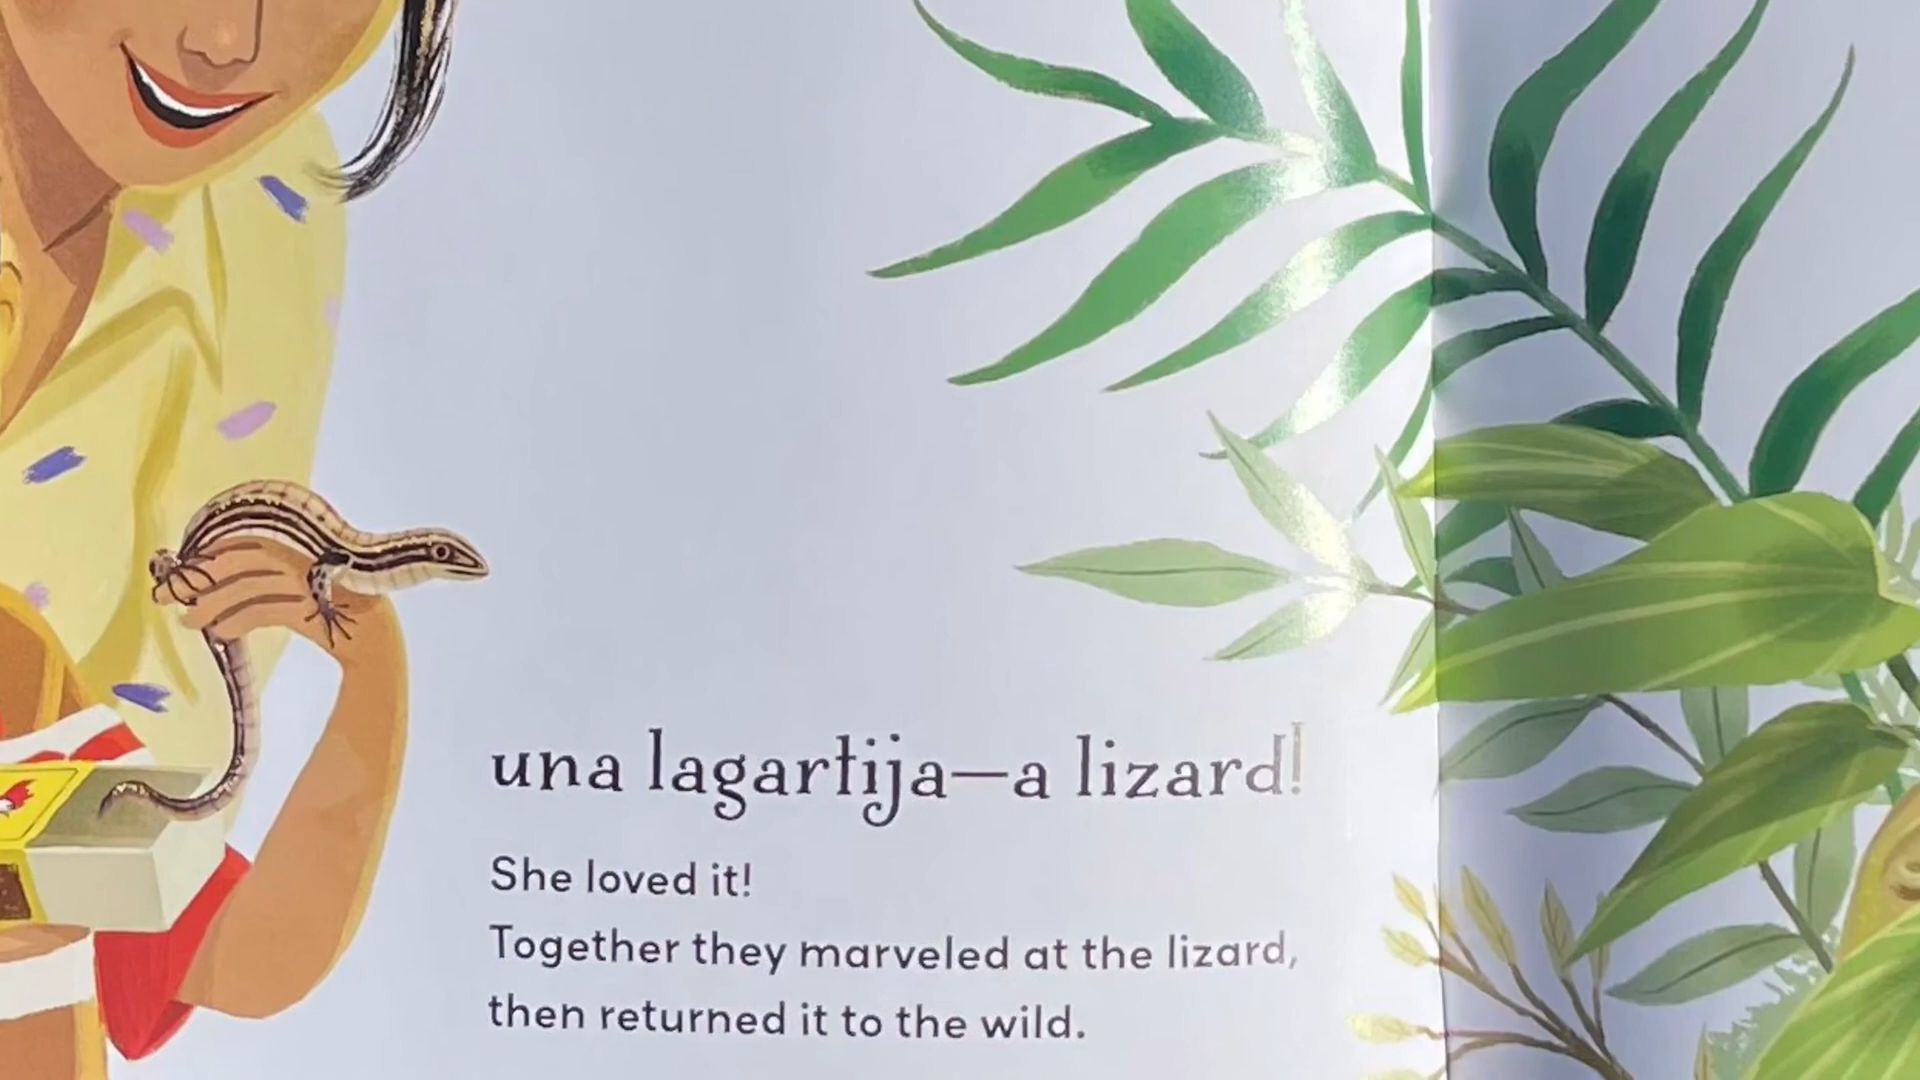 una lagartija—a lizard!
She loved it!
Together they marveled at the lizard,
then returned it to the wild.